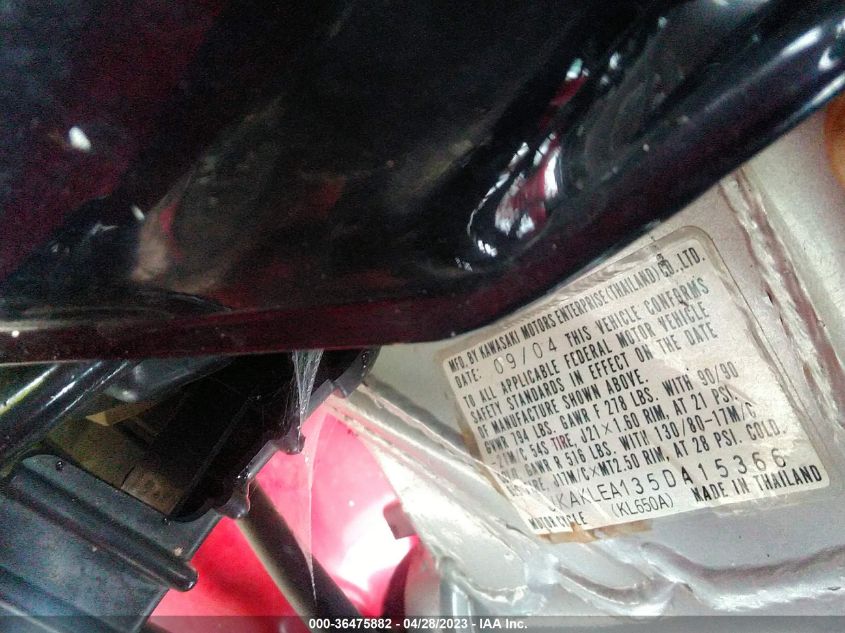 MFG. BY KAWASAKI MOTORS ENTERPRISE (THAILAND) CO., LTD.
DATE: 09/04 THIS VEHICLE CONFORMS
TO ALL APPLICABLE FEDERAL MOTOR VEHICLE
SAFETY STANDARDS IN EFFECT ON THE DATE
OF MANUFACTURE SHOWN ABOVE.
GVWR 794 LBS. GAWR F 278 LBS. WITH 90/90
M/C 54S TIRE, J21×1.60 RIM, AT 21 PSI.
GAWR R 516 LBS. WITH 130/80-17M/C
J17M/C×MT2.50 RIM, AT 28 PSI. COLD.
KAKLEA135DA15366
MOTORCYCLE (KL650A) MADE IN THAILAND
000-36475882 - 04/28/2023 - IAA Inc.